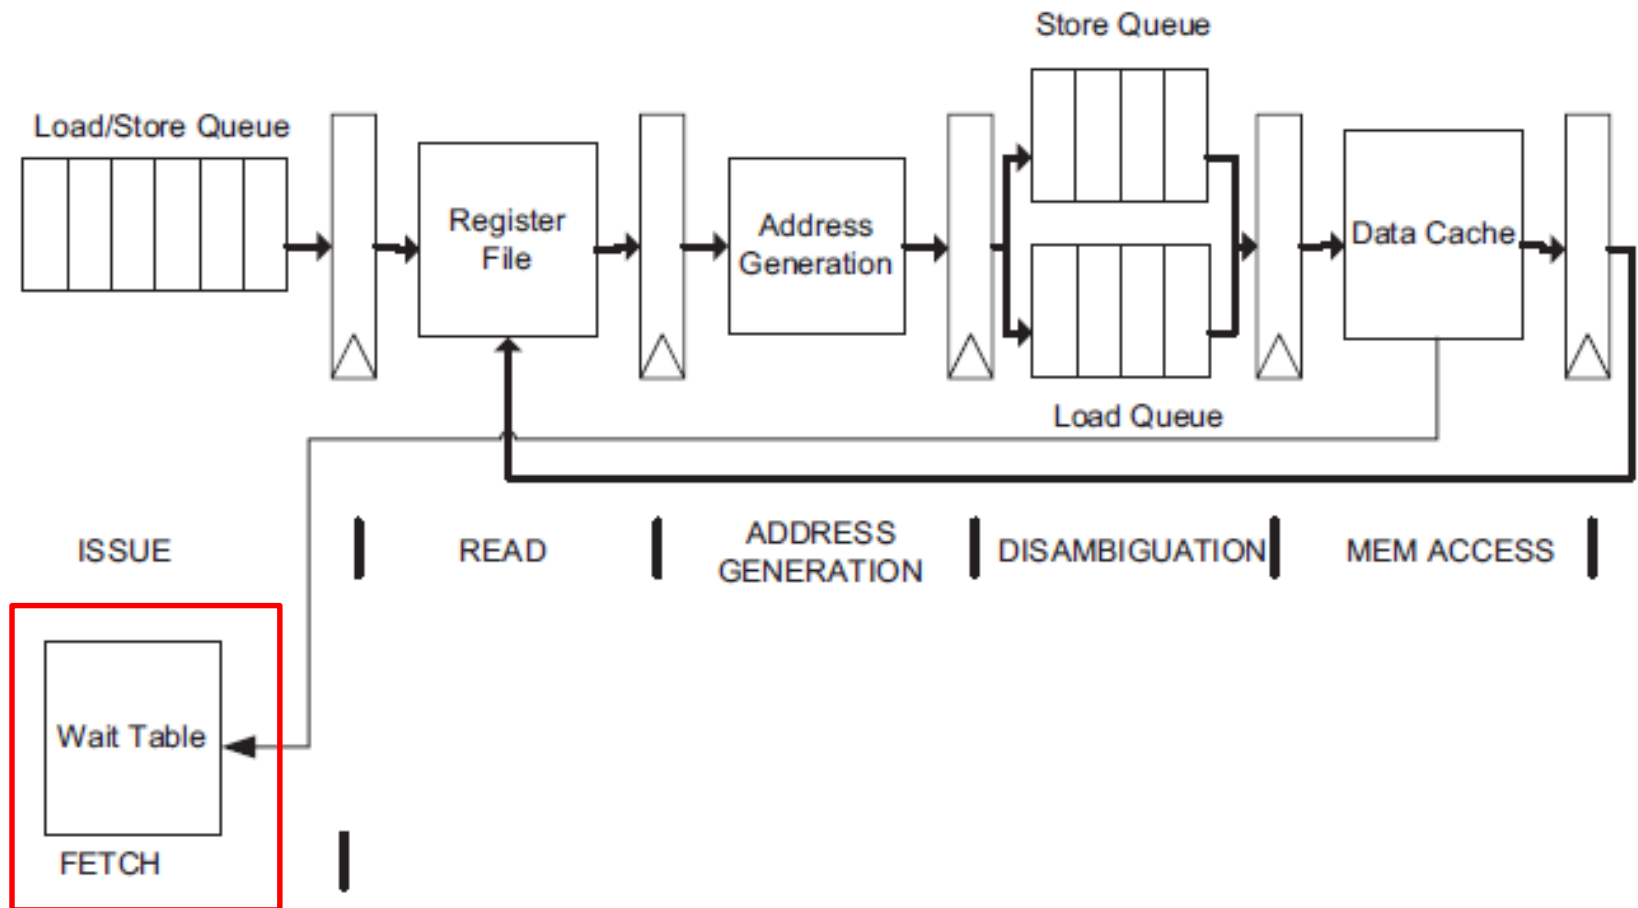 Store Queue
Load/Store Queue
Register
File
Address
Generation
Data Cache
Load Queue
ISSUE
READ
ADDRESS
GENERATION
DISAMBIGUATION
MEM ACCESS
Wait Table
FETCH